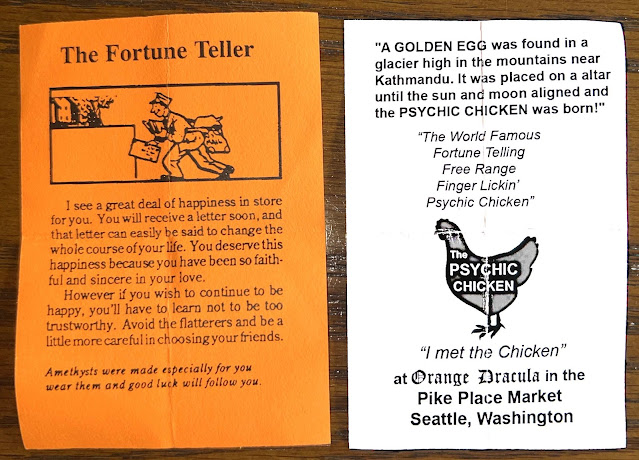 The Fortune Teller
I see a great deal of happiness in store
for you. You will receive a letter soon, and
that letter can easily be said to change the
whole course of your life. You deserve this
happiness because you have been so faith-
ful and sincere in your love.
However if you wish to continue to be
happy, you'll have to learn not to be too
trustworthy. Avoid the flatterers and be a
little more careful in choosing your friends.
Amethysts were made especially for you
wear them and good luck will follow you.
"A GOLDEN EGG was found in a
glacier high in the mountains near
Kathmandu. It was placed on a altar
until the sun and moon aligned and
the PSYCHIC CHICKEN was born!"
"The World Famous
Fortune Telling
Free Range
Finger Lickin'
Psychic Chicken"
The
PSYCHIC
CHICKEN
"I met the Chicken"
at Orange Dracula in the
Pike Place Market
Seattle, Washington